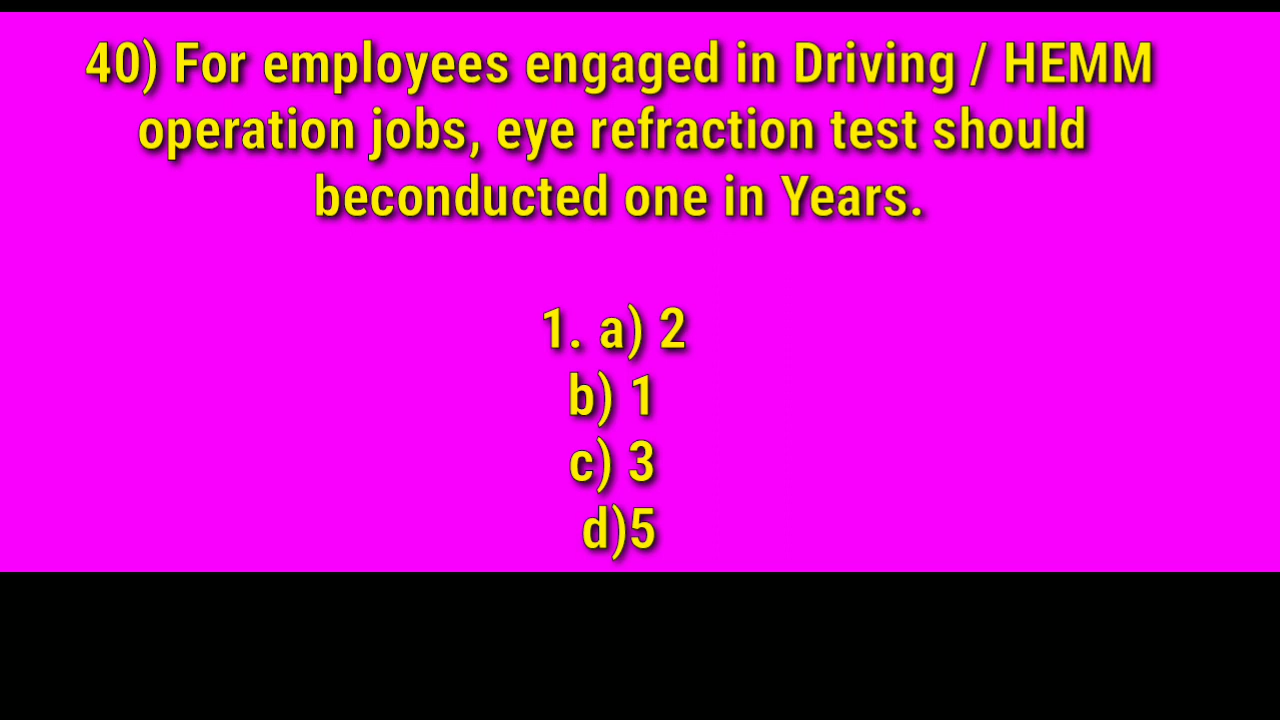 40) For employees engaged in Driving / HEMM
operation jobs, eye refraction test should
beconducted one in Years.
1. a) 2
b) 1
c) 3
d)5